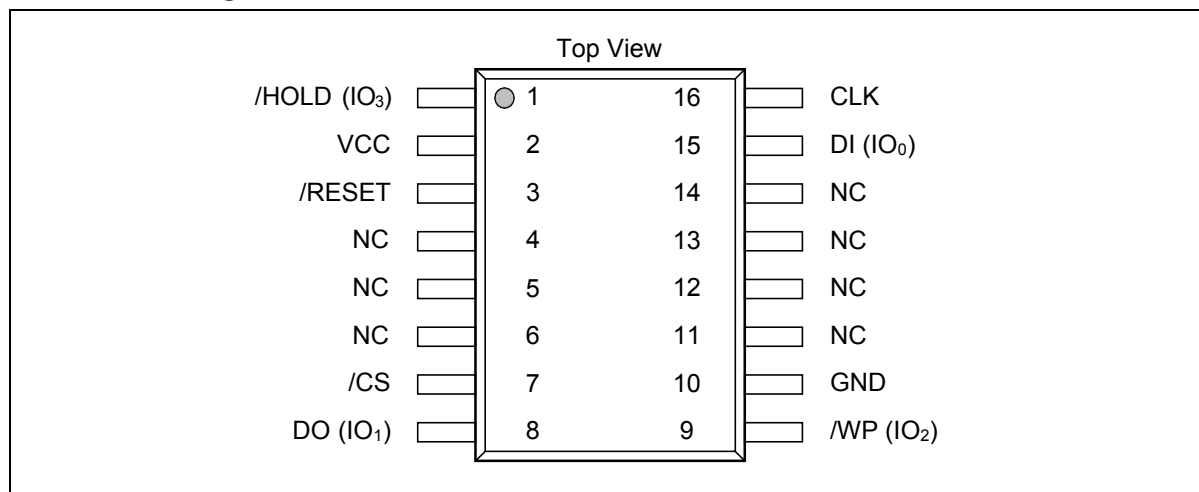 Top View
/HOLD (IO₃) 1 16 CLK
VCC 2 15 DI (IO₀)
/RESET 3 14 NC
NC 4 13 NC
NC 5 12 NC
NC 6 11 NC
/CS 7 10 GND
DO (IO₁) 8 9 /WP (IO₂)